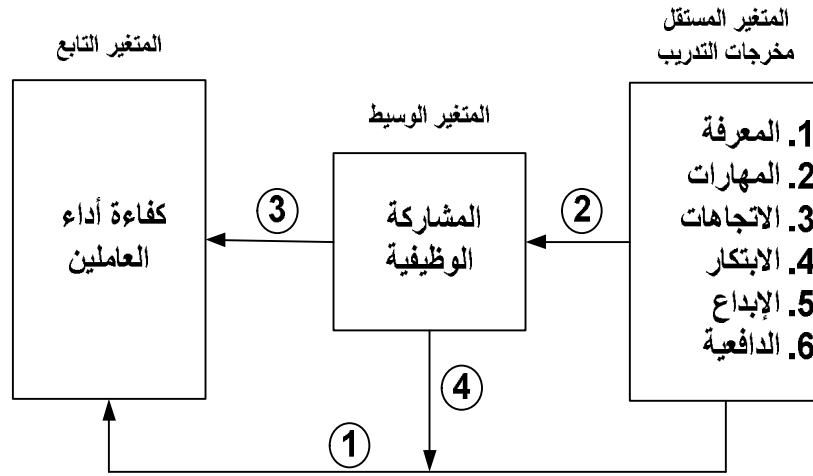 المتغير المستقل
مخرجات التدريب
1. المعرفة
2. المهارات
3. الاتجاهات
4. الابتكار
5. الإبداع
6. الدافعية
2
المتغير الوسيط
المشاركة
الوظيفية
3
4
المتغير التابع
كفاءة أداء
العاملين
1